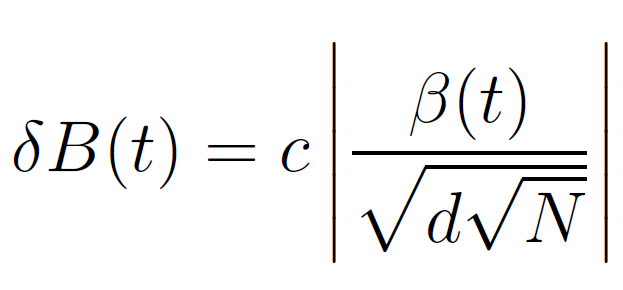 δB(t) = c |β(t) / √(d√N)|